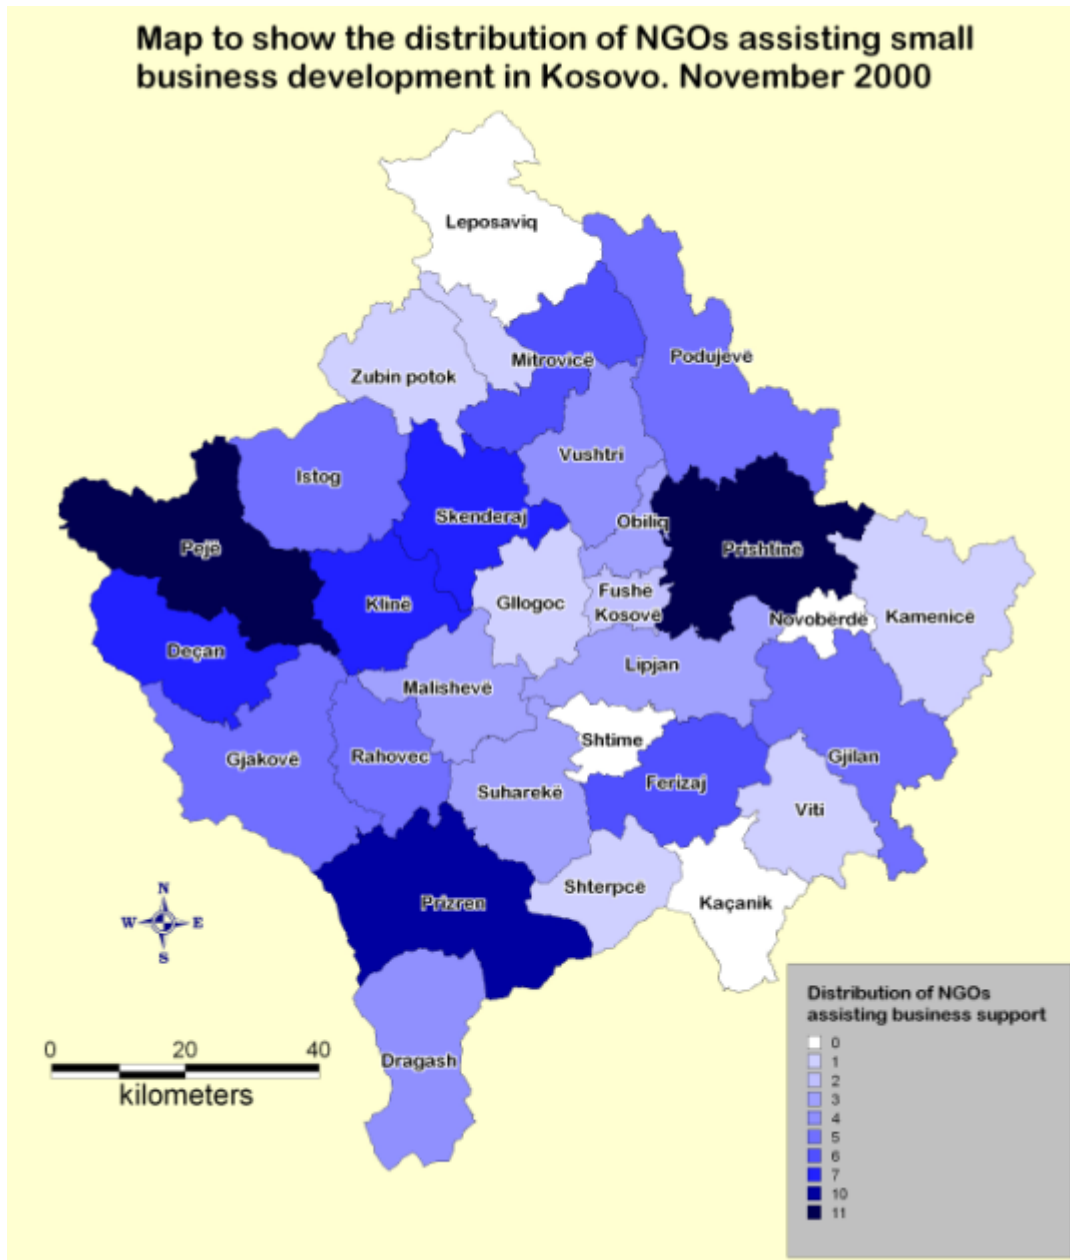 Map to show the distribution of NGOs assisting small
business development in Kosovo. November 2000
Leposaviq
Podujevë
Mitrovicë
Zubin potok
Vushtri
Istog
Skenderaj
Obiliq
Prishtinë
Pejë
Fushë
Kosovë
Gllogoc
Klinë
Novobërdë
Kamenicë
Deçan
Lipjan
Malishevë
Shtime
Gjakovë
Rahovec
Gjilan
Ferizaj
Suharekë
Viti
Shterpcë
Kaçanik
Prizren
N
W E
S
Distribution of NGOs
assisting business support
0
1
2
3
4
5
6
7
10
11
0 20 40
kilometers
Dragash